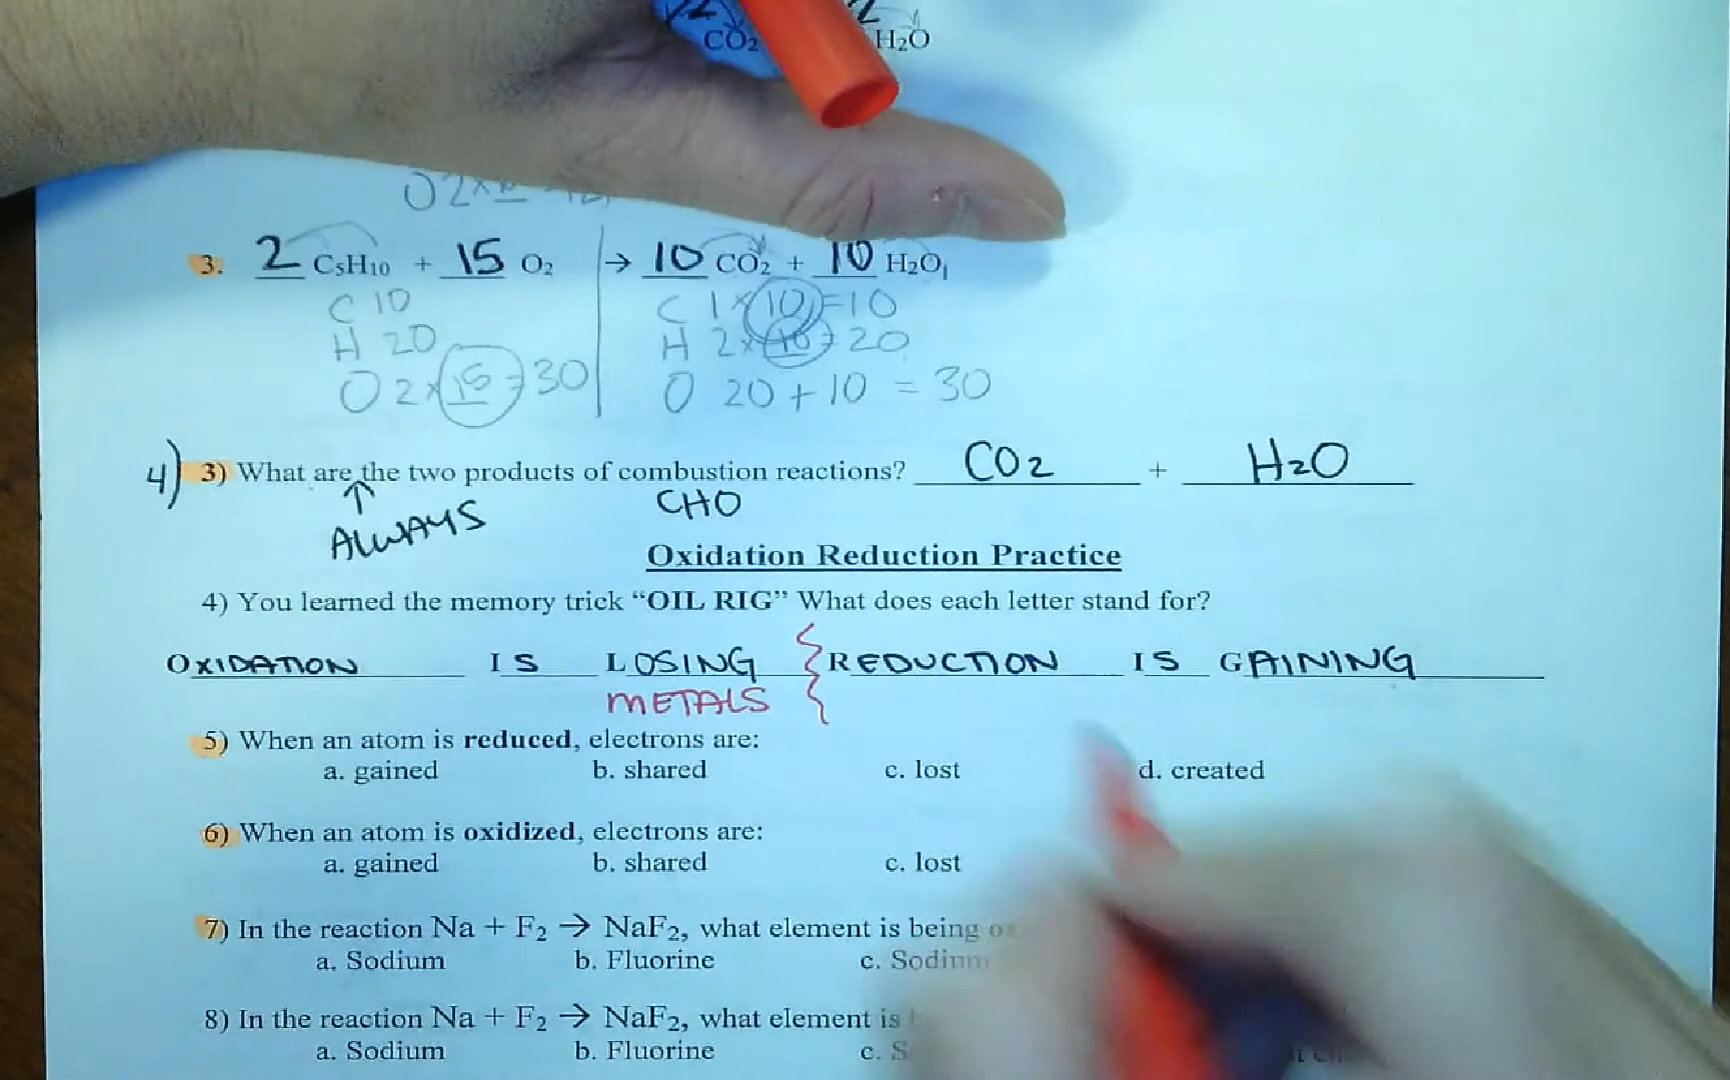 CO₂ H₂O
O 2×
3. 2 C₅H₁₀ + 15 O₂ → 10 CO₂ + 10 H₂O₁
C 10 C 1×10=10
H 20 H 2×10=20
O 2×15=30 O 20+10 = 30
4) 3) What are the two products of combustion reactions? CO₂ + H₂O
↑ CHO
ALWAYS
Oxidation Reduction Practice
4) You learned the memory trick “OIL RIG” What does each letter stand for?
OXIDATION IS LOSING REDUCTION IS GAINING
METALS
5) When an atom is reduced, electrons are:
a. gained b. shared c. lost d. created
6) When an atom is oxidized, electrons are:
a. gained b. shared c. lost
7) In the reaction Na + F₂ → NaF₂, what element is being
a. Sodium b. Fluorine c.
8) In the reaction Na + F₂ → NaF₂, what element is
a. Sodium b. Fluorine c.